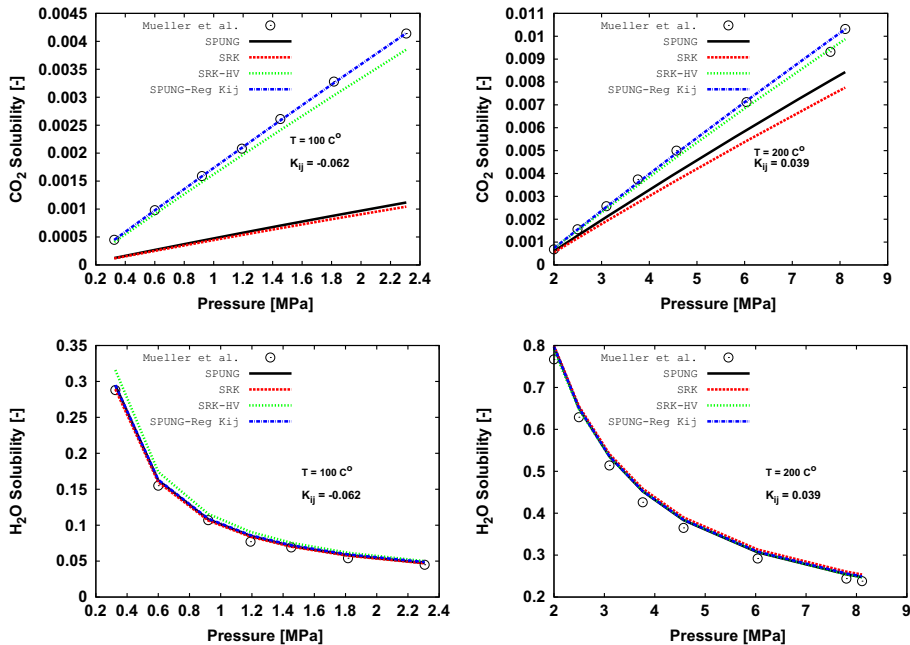 Mueller et al.
SPUNG
SRK
SRK-HV
SPUNG-Reg Kij
T = 100 C°
K_ij = -0.062
CO₂ Solubility [-]
0.0045
0.004
0.0035
0.003
0.0025
0.002
0.0015
0.001
0.0005
0
0.2 0.4 0.6 0.8 1 1.2 1.4 1.6 1.8 2 2.2 2.4
Pressure [MPa]
Mueller et al.
SPUNG
SRK
SRK-HV
SPUNG-Reg Kij
T = 200 C°
K_ij = 0.039
CO₂ Solubility [-]
0.011
0.01
0.009
0.008
0.007
0.006
0.005
0.004
0.003
0.002
0.001
0
2 3 4 5 6 7 8 9
Pressure [MPa]
Mueller et al.
SPUNG
SRK
SRK-HV
SPUNG-Reg Kij
T = 100 C°
K_ij = -0.062
H₂O Solubility [-]
0.35
0.3
0.25
0.2
0.15
0.1
0.05
0
0.2 0.4 0.6 0.8 1 1.2 1.4 1.6 1.8 2 2.2 2.4
Pressure [MPa]
Mueller et al.
SPUNG
SRK
SRK-HV
SPUNG-Reg Kij
T = 200 C°
K_ij = 0.039
H₂O Solubility [-]
0.8
0.7
0.6
0.5
0.4
0.3
0.2
2 3 4 5 6 7 8 9
Pressure [MPa]